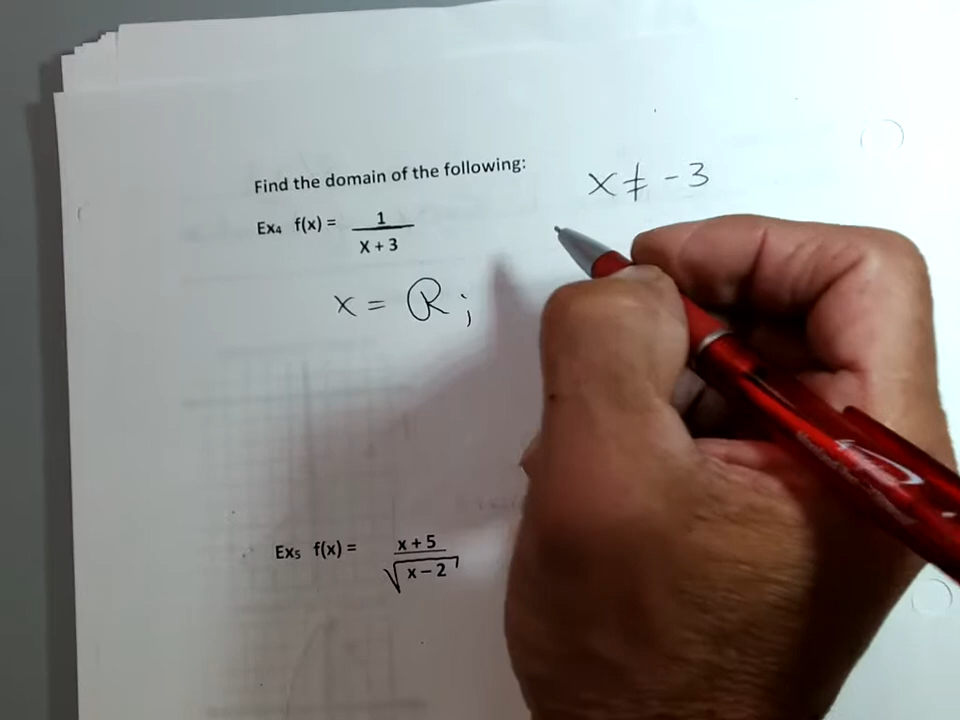 Find the domain of the following:
x ≠ -3
Ex4 f(x) = 1 / x + 3
x = ℝ ;
Ex5 f(x) = x + 5 / √x - 2